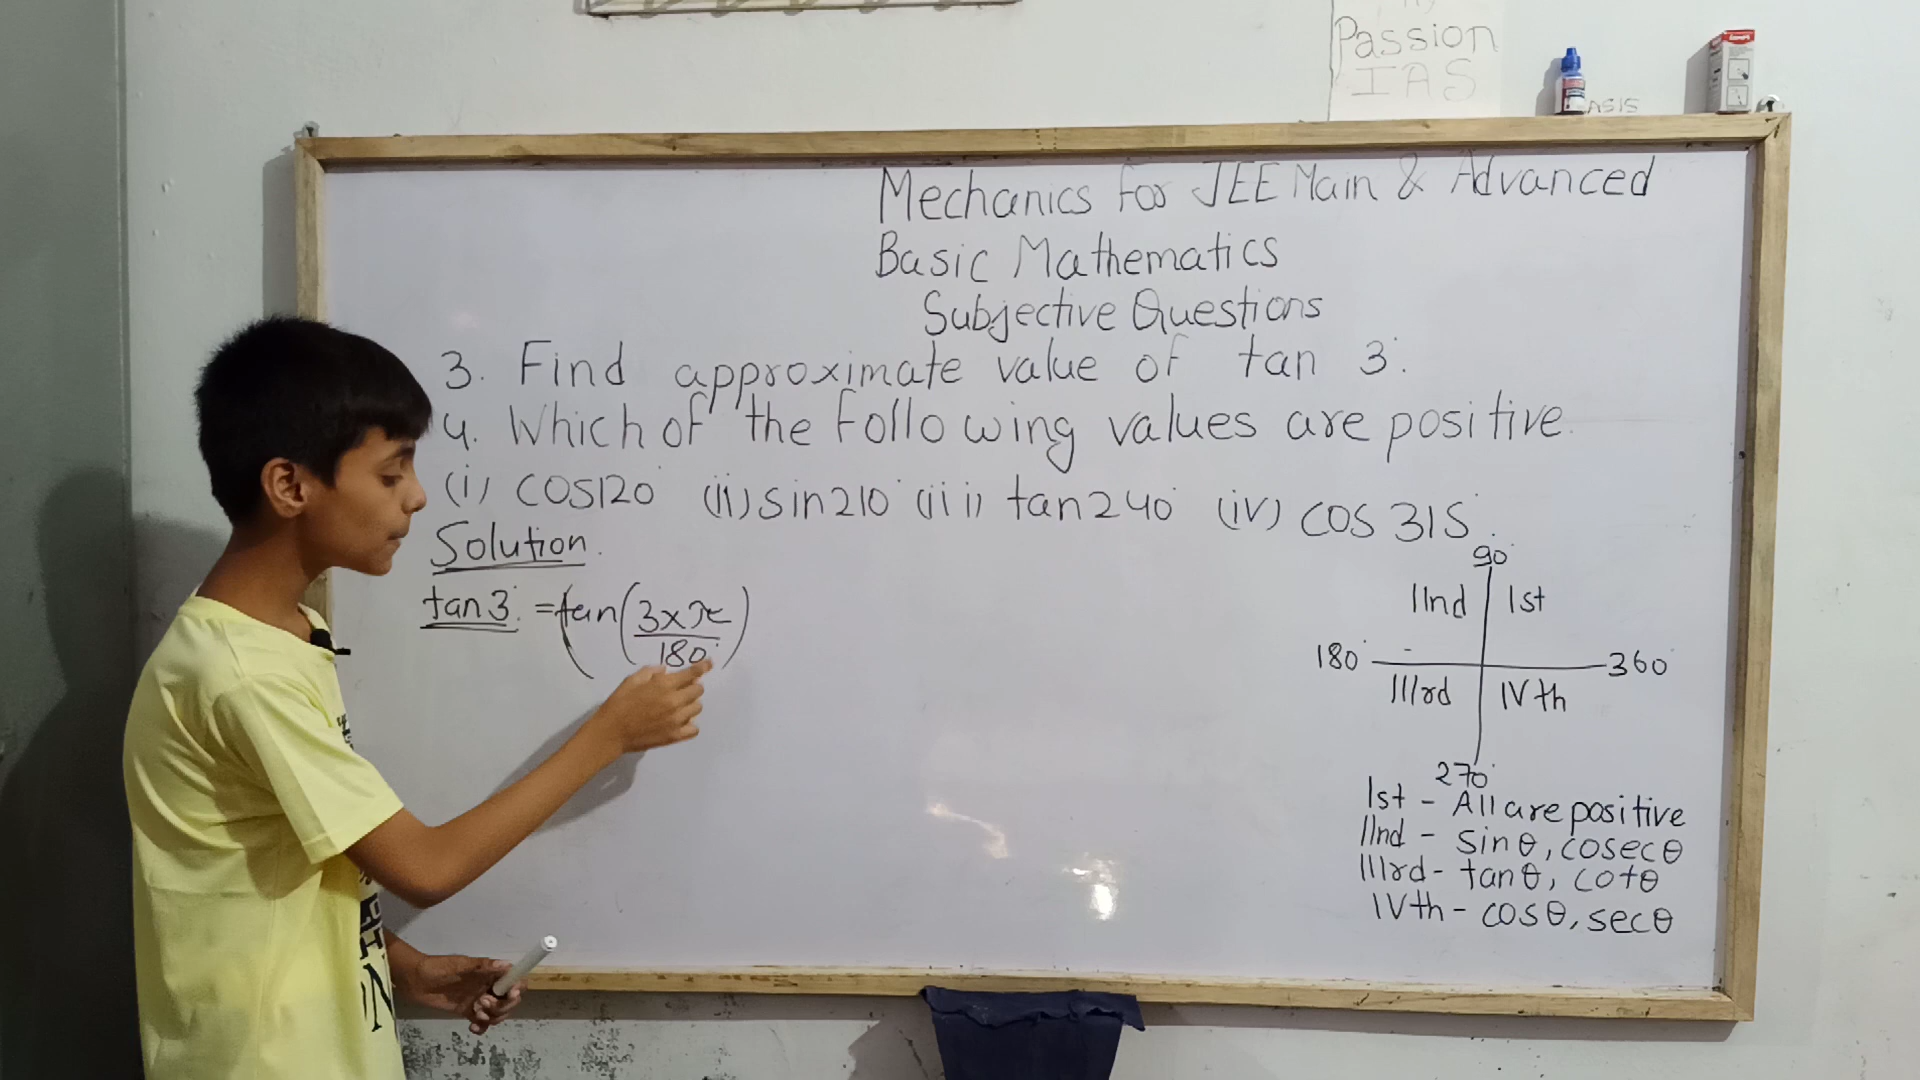 Passion
IAS
Mechanics for JEE Main & Advanced
Basic Mathematics
Subjective Questions
3. Find approximate value of tan 3°.
4. Which of the following values are positive.
(i) cos120° (ii) sin210° (iii) tan240° (iv) cos 315°.
Solution.
tan3° = (tan(3×π/180°)
90°
IInd Ist
180° 360°
IIIrd IVth
270°
Ist - All are positive
IInd - sinθ, cosecθ
IIIrd - tanθ, cotθ
IVth - cosθ, secθ